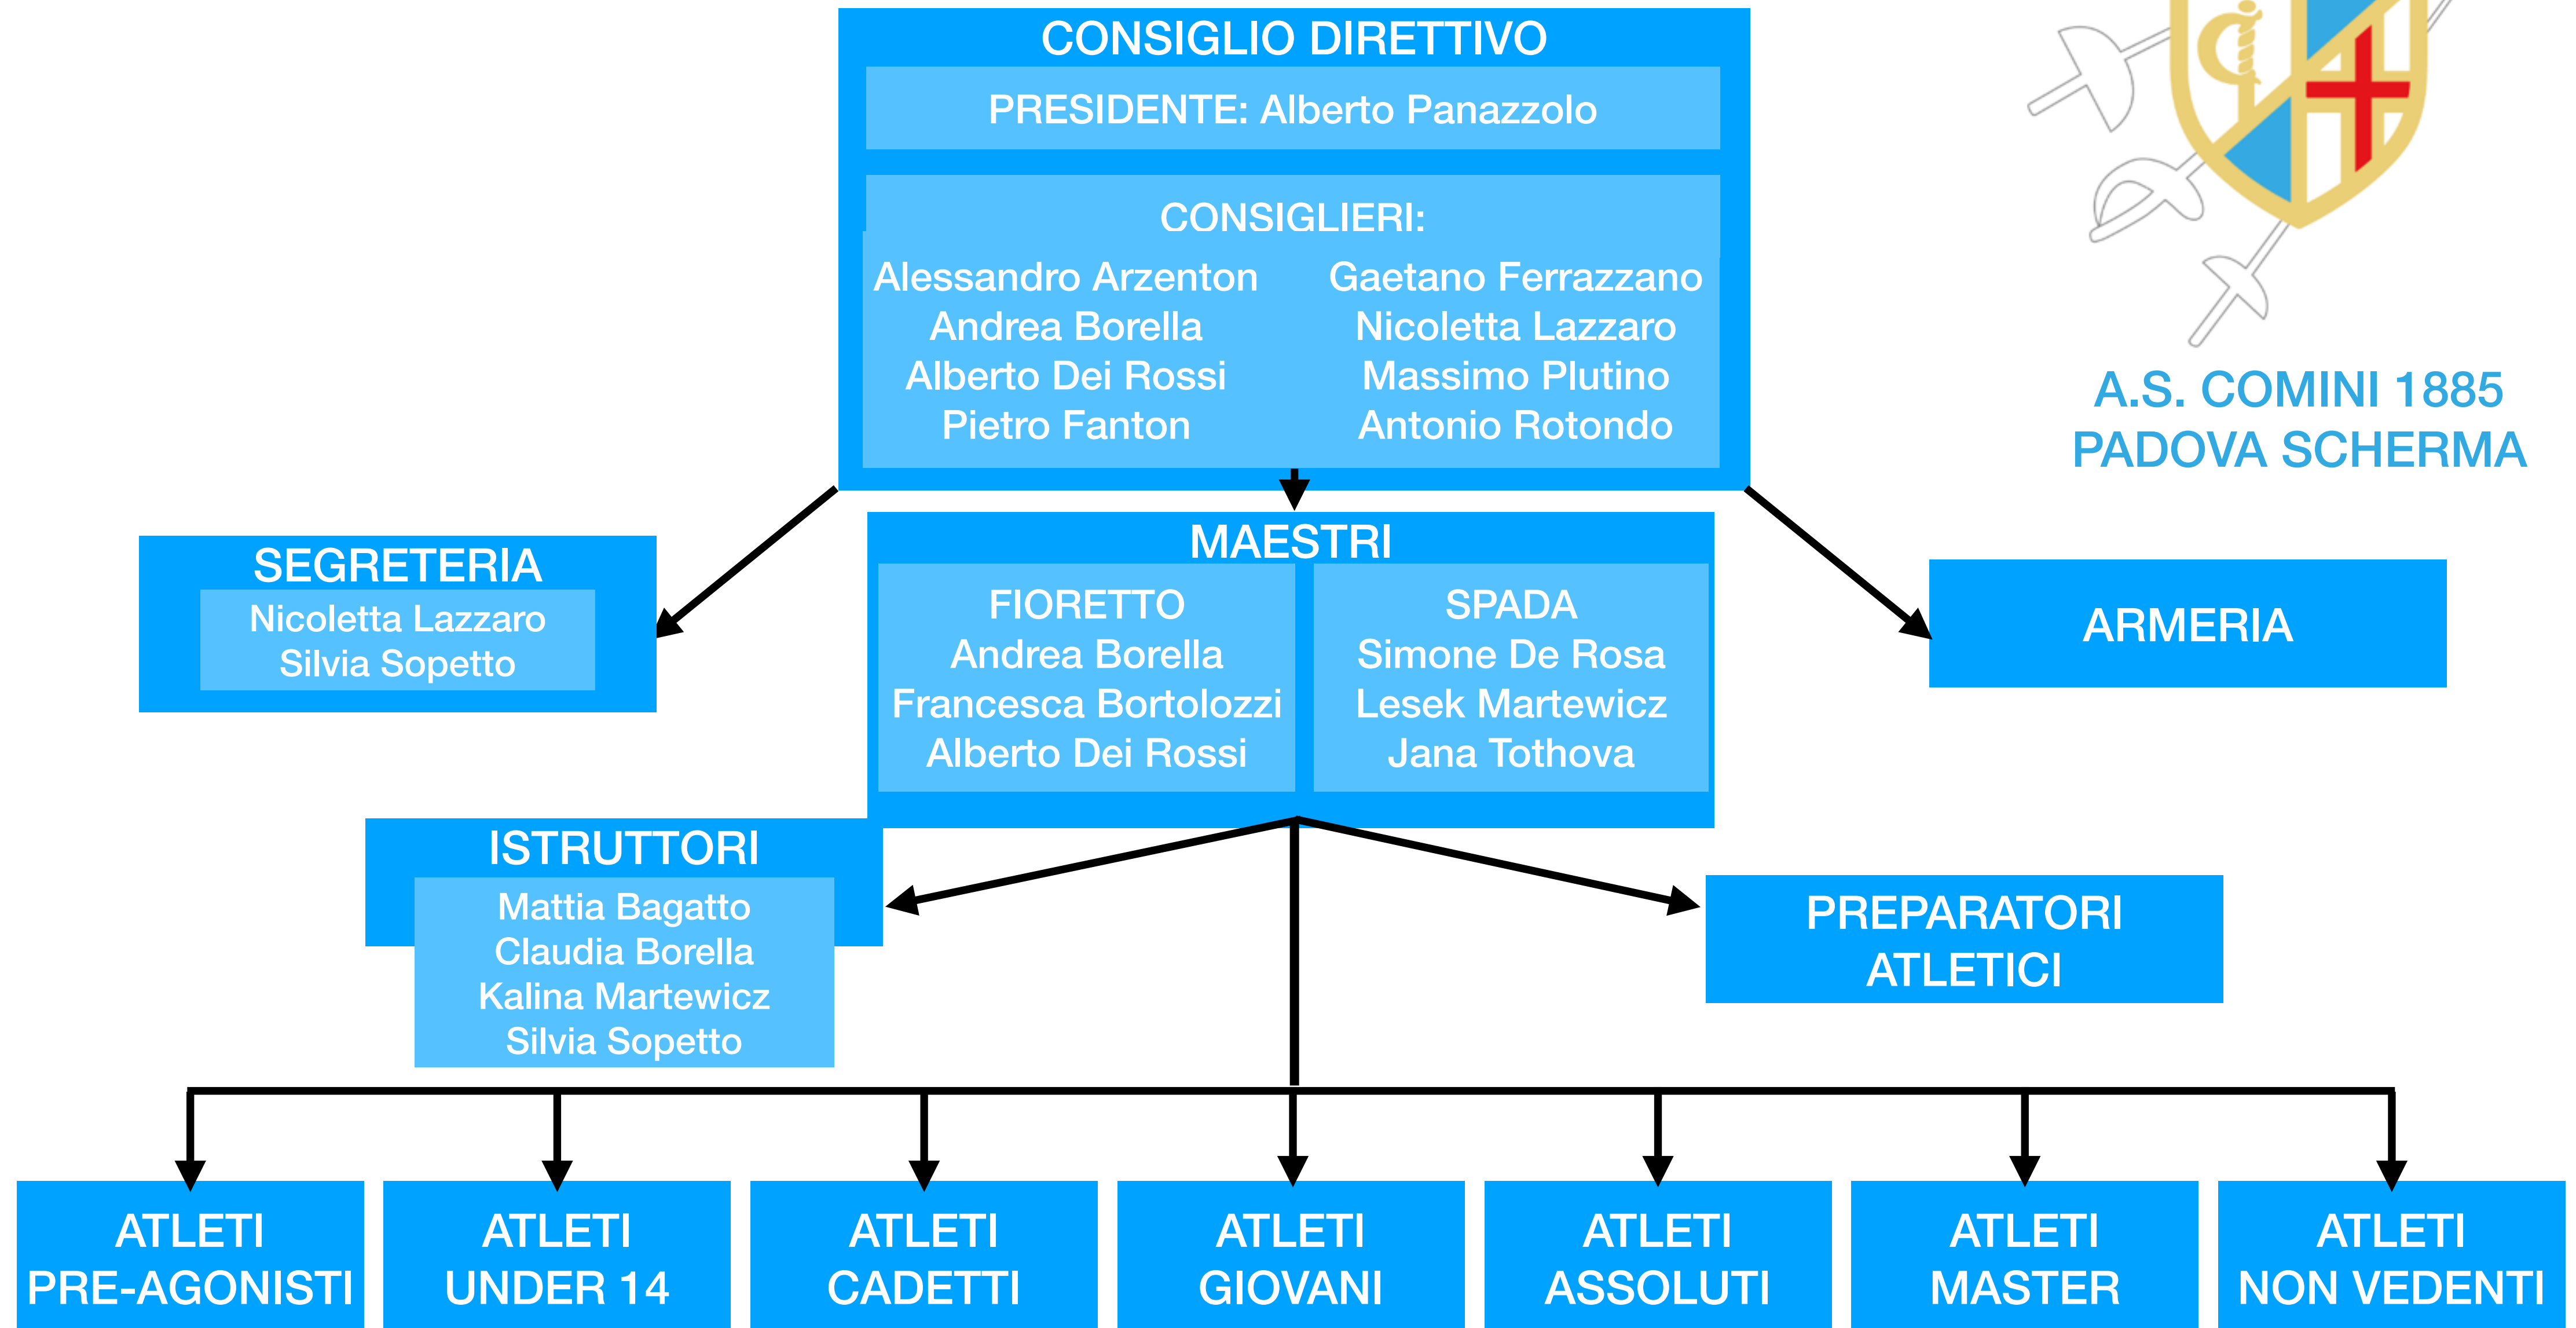 CONSIGLIO DIRETTIVO
PRESIDENTE: Alberto Panazzolo
CONSIGLIERI:
Alessandro Arzenton
Andrea Borella
Alberto Dei Rossi
Pietro Fanton
Gaetano Ferrazzano
Nicoletta Lazzaro
Massimo Plutino
Antonio Rotondo
A.S. COMINI 1885
PADOVA SCHERMA
SEGRETERIA
Nicoletta Lazzaro
Silvia Sopetto
MAESTRI
FIORETTO
Andrea Borella
Francesca Bortolozzi
Alberto Dei Rossi
SPADA
Simone De Rosa
Lesek Martewicz
Jana Tothova
ARMERIA
ISTRUTTORI
Mattia Bagatto
Claudia Borella
Kalina Martewicz
Silvia Sopetto
PREPARATORI
ATLETICI
ATLETI
PRE-AGONISTI
ATLETI
UNDER 14
ATLETI
CADETTI
ATLETI
GIOVANI
ATLETI
ASSOLUTI
ATLETI
MASTER
ATLETI
NON VEDENTI